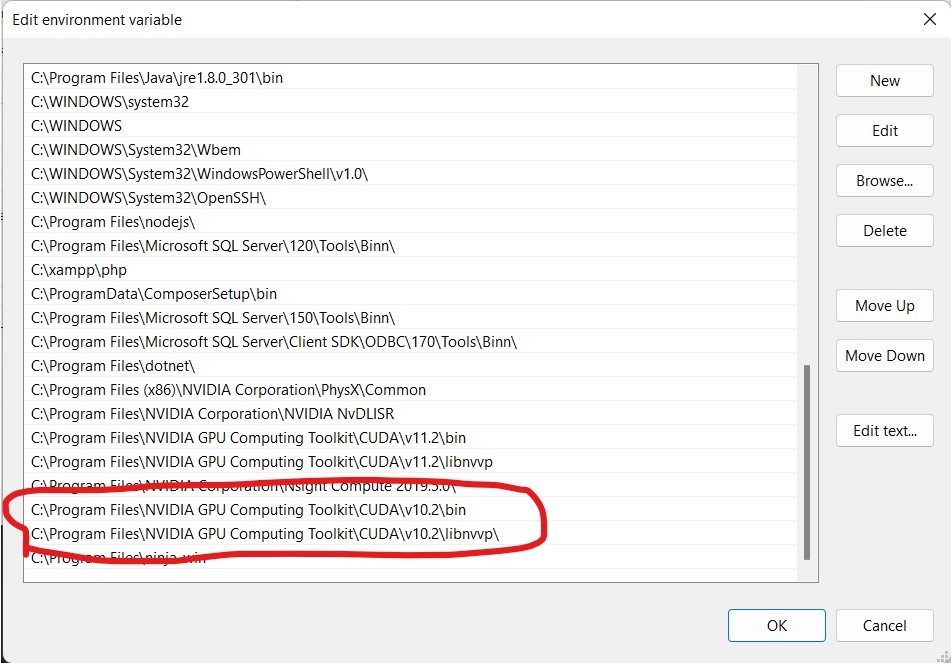 Edit environment variable
C:\Program Files\Java\jre1.8.0_301\bin
C:\WINDOWS\system32
C:\WINDOWS
C:\WINDOWS\System32\Wbem
C:\WINDOWS\System32\WindowsPowerShell\v1.0\
C:\WINDOWS\System32\OpenSSH\
C:\Program Files\nodejs\
C:\Program Files\Microsoft SQL Server\120\Tools\Binn\
C:\xampp\php
C:\ProgramData\ComposerSetup\bin
C:\Program Files\Microsoft SQL Server\150\Tools\Binn\
C:\Program Files\Microsoft SQL Server\Client SDK\ODBC\170\Tools\Binn\
C:\Program Files\dotnet\
C:\Program Files (x86)\NVIDIA Corporation\PhysX\Common
C:\Program Files\NVIDIA Corporation\NVIDIA NvDLISR
C:\Program Files\NVIDIA GPU Computing Toolkit\CUDA\v11.2\bin
C:\Program Files\NVIDIA GPU Computing Toolkit\CUDA\v11.2\libnvvp
C:\Program Files\NVIDIA Corporation\Nsight Compute 2019.5.0\
C:\Program Files\NVIDIA GPU Computing Toolkit\CUDA\v10.2\bin
C:\Program Files\NVIDIA GPU Computing Toolkit\CUDA\v10.2\libnvvp\
C:\Program Files\ninja-win
New
Edit
Browse...
Delete
Move Up
Move Down
Edit text...
OK
Cancel